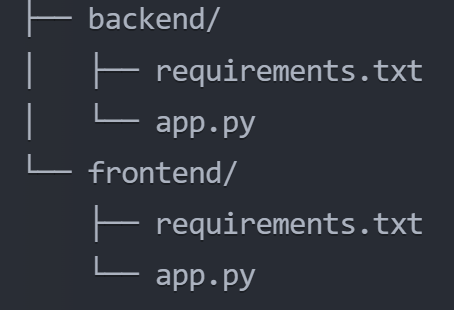 ├── backend/
│   ├── requirements.txt
│   └── app.py
└── frontend/
    ├── requirements.txt
    └── app.py